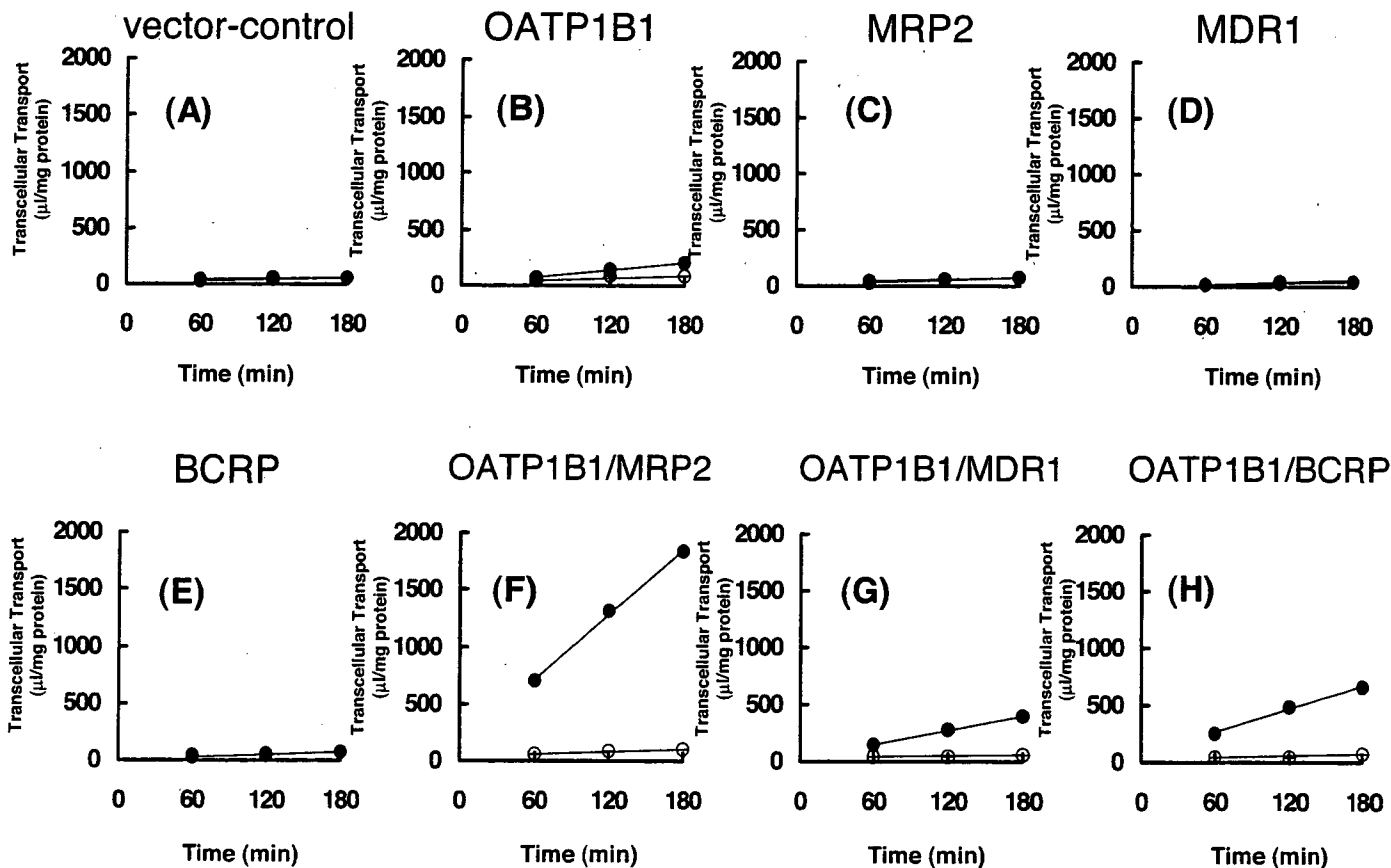 vector-control
2000
1500
1000
500
0
(A)
Transcellular Transport
(µl/mg protein)
0 60 120 180
Time (min)
OATP1B1
2000
1500
1000
500
0
(B)
Transcellular Transport
(µl/mg protein)
0 60 120 180
Time (min)
MRP2
2000
1500
1000
500
0
(C)
Transcellular Transport
(µl/mg protein)
0 60 120 180
Time (min)
MDR1
2000
1500
1000
500
0
(D)
Transcellular Transport
(µl/mg protein)
0 60 120 180
Time (min)
BCRP
2000
1500
1000
500
0
(E)
Transcellular Transport
(µl/mg protein)
0 60 120 180
Time (min)
OATP1B1/MRP2
2000
1500
1000
500
0
(F)
Transcellular Transport
(µl/mg protein)
0 60 120 180
Time (min)
OATP1B1/MDR1
2000
1500
1000
500
0
(G)
Transcellular Transport
(µl/mg protein)
0 60 120 180
Time (min)
OATP1B1/BCRP
2000
1500
1000
500
0
(H)
Transcellular Transport
(µl/mg protein)
0 60 120 180
Time (min)